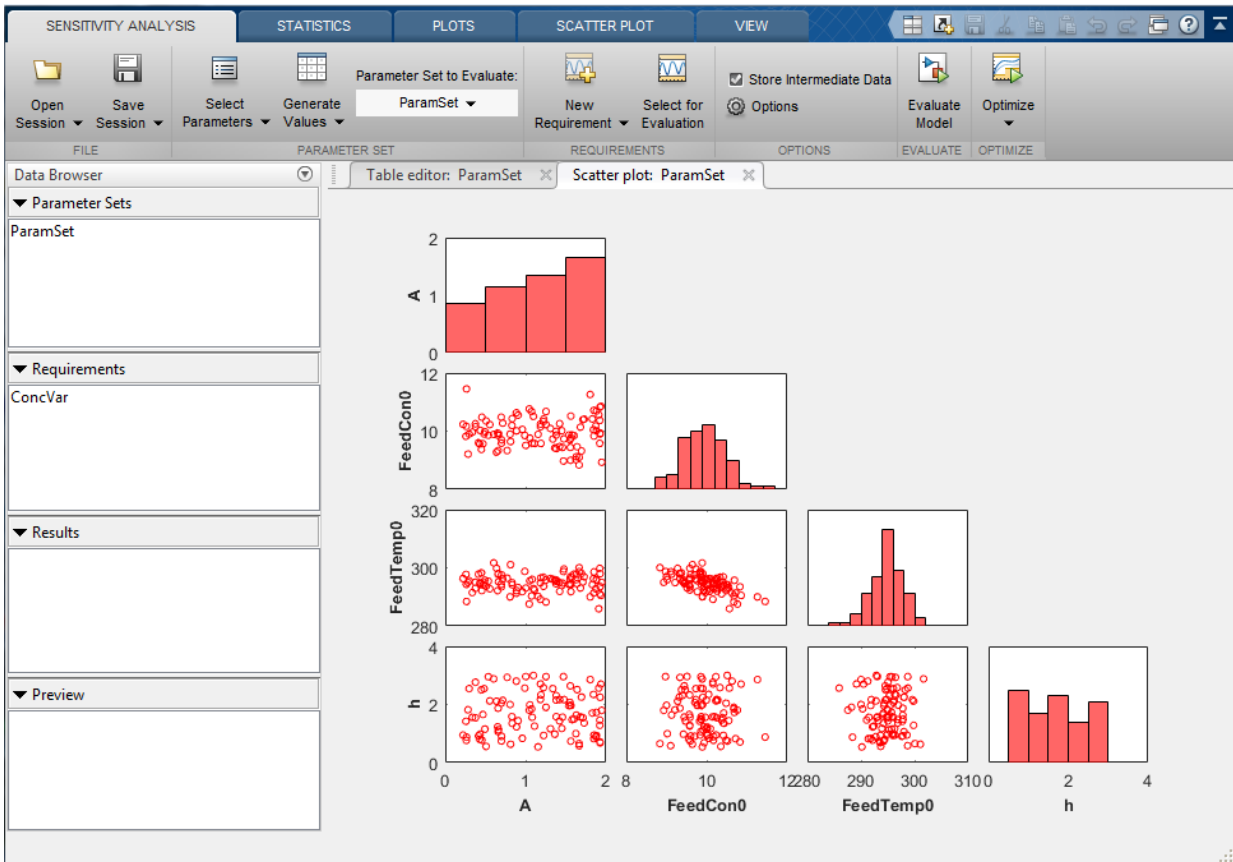 SENSITIVITY ANALYSIS STATISTICS PLOTS SCATTER PLOT VIEW
Open Session
Save Session
Select Parameters
Generate Values
Parameter Set to Evaluate:
ParamSet
New Requirement
Select for Evaluation
Store Intermediate Data
Options
Evaluate Model
Optimize
FILE PARAMETER SET REQUIREMENTS OPTIONS EVALUATE OPTIMIZE
Data Browser
Table editor: ParamSet Scatter plot: ParamSet
Parameter Sets
ParamSet
Requirements
ConcVar
Results
Preview
2
1
0
A
12
10
8
FeedCon0
320
300
280
FeedTemp0
4
2
0
h
0 1 2 8 10 12 280 290 300 310 0 2 4
A FeedCon0 FeedTemp0 h